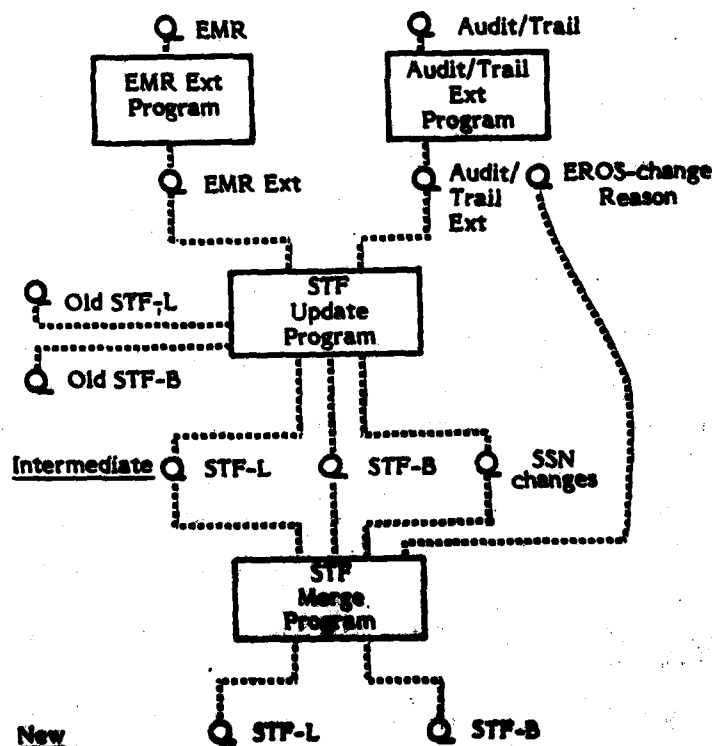 EMR
Audit/Trail
EMR Ext
Program
Audit/Trail
Ext
Program
EMR Ext
Audit/
Trail
Ext
EROS-change
Reason
STF
Update
Program
Old STF-L
Old STF-B
Intermediate
STF-L
STF-B
SSN
changes
STF
Merge
Program
New
STF-L
STF-B